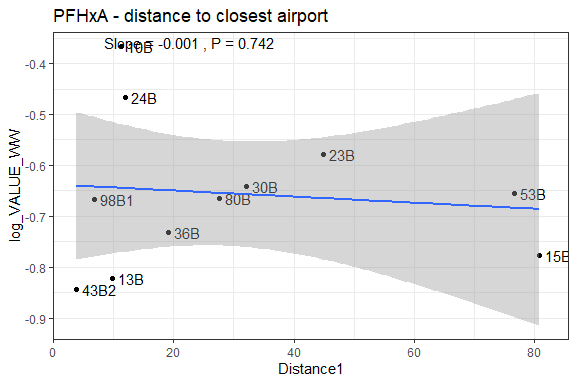 PFHxA - distance to closest airport
Slope = -0.001 , P = 0.742
10B
24B
23B
30B
98B1
80B
53B
36B
15B
13B
43B2
-0.4
-0.5
-0.6
-0.7
-0.8
-0.9
log_VALUE_WW
0
20
40
60
80
Distance1